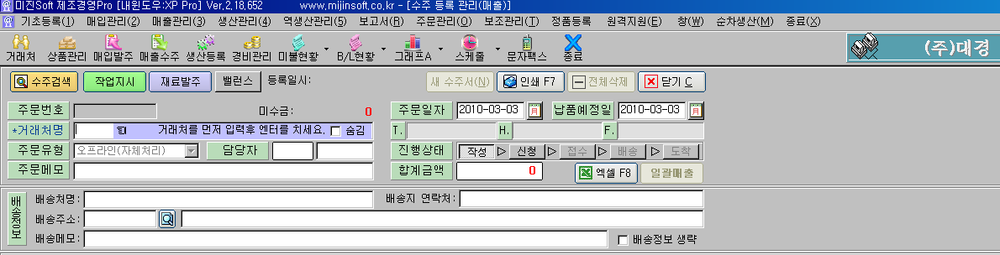 미진Soft 제조경영Pro [내윈도우:XP Pro] Ver,2,18,652 www.mijinsoft.co.kr - [수주 등록 관리(매출)]
기초등록(1) 매입관리(2) 매출관리(3) 생산관리(4) 역생산관리(5) 보고서(R) 주문관리(O) 보조관리(T) 정품등록 원격지원(E) 창(W) 순차생산(M) 종료(X)
거래처 상품관리 매입발주 매출수주 생산등록 경비관리 미불현황 B/L현황 그래프A 스케줄 문자팩스 종료 (주)대경
수주검색 작업지시 재료발주 밸런스 등록일시: 새 수주서(N) 인쇄 F7 전체삭제 닫기 C
주문번호 미수금: 0 주문일자 2010-03-03 납품예정일 2010-03-03
*거래처명 거래처를 먼저 입력후 엔터를 치세요. 숨김 T. H. F.
주문유형 오프라인(자체처리) 담당자 진행상태 작성 신청 접수 배송 도착
주문메모 합계금액 0 엑셀 F8 일괄매출
배송정보
배송처명: 배송지 연락처:
배송주소:
배송메모: 배송정보 생략